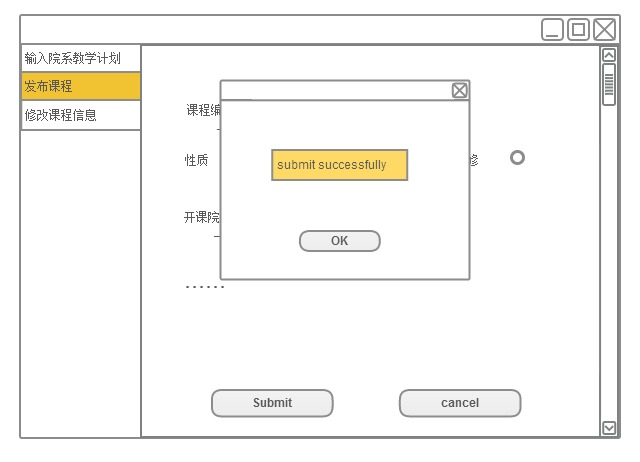 输入院系教学计划
发布课程
修改课程信息
课程编
submit successfully
性质
修
开课院
OK
......
Submit
cancel